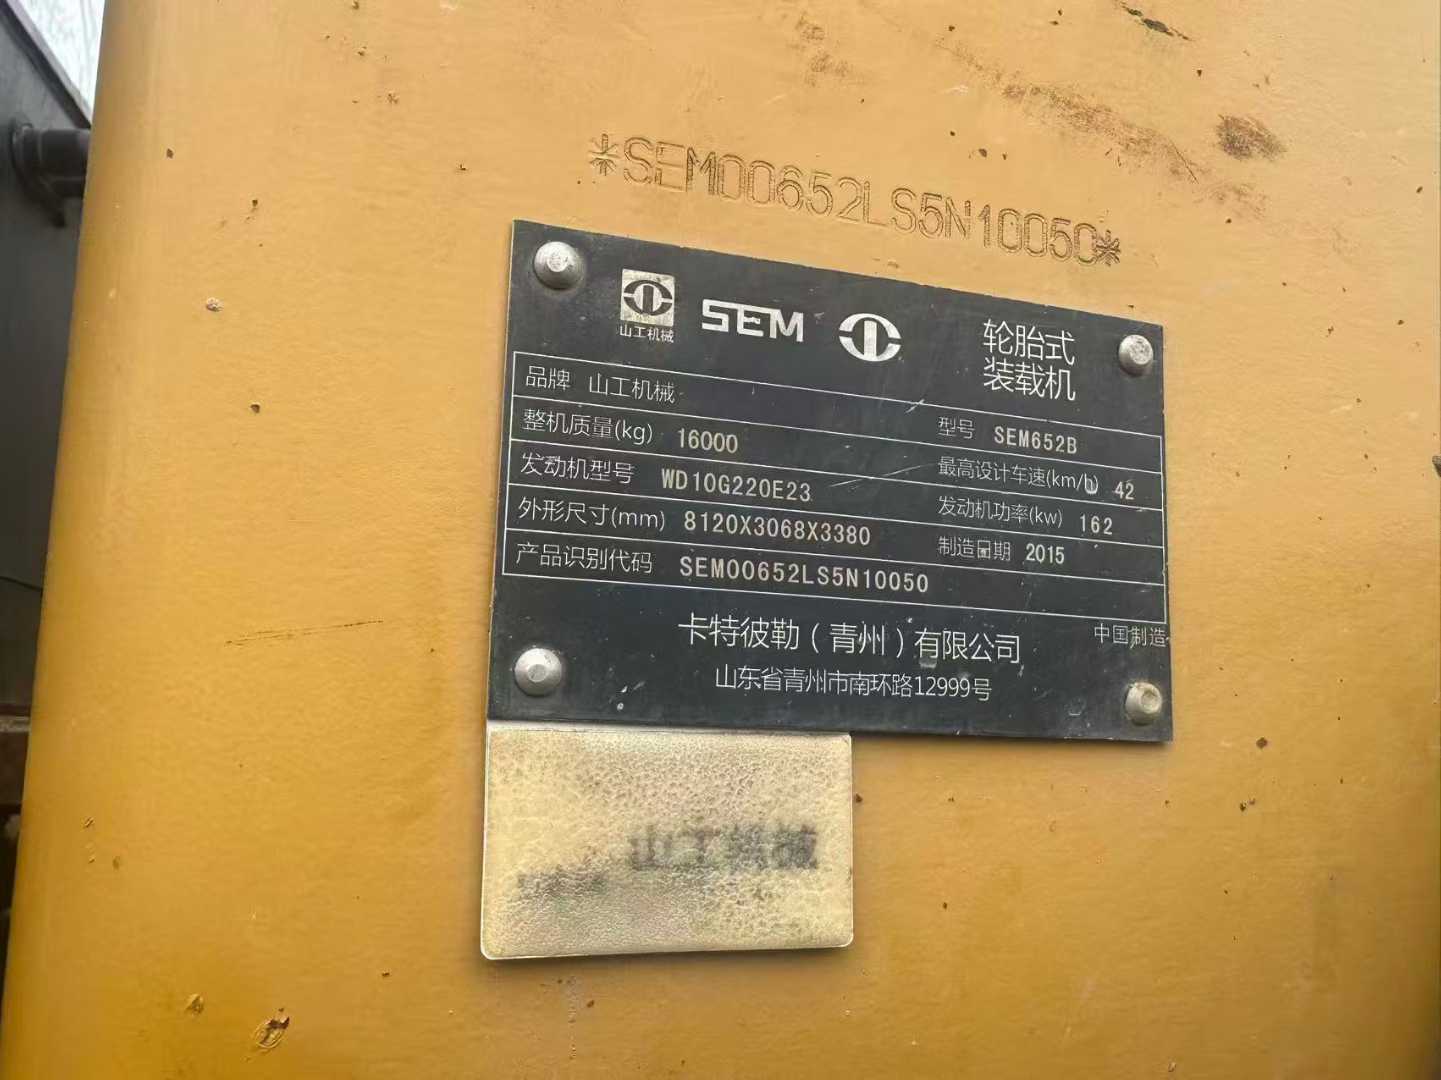 *SEM00652LS5N10050*
山工机械
SEM
轮胎式
装载机
品牌 山工机械
型号 SEM652B
整机质量(kg) 16000
最高设计车速(km/h) 42
发动机型号 WD10G220E23
发动机功率(kw) 162
外形尺寸(mm) 8120X3068X3380
制造日期 2015
产品识别代码 SEM00652LS5N10050
中国制造
卡特彼勒(青州)有限公司
山东省青州市南环路12999号
山工机械